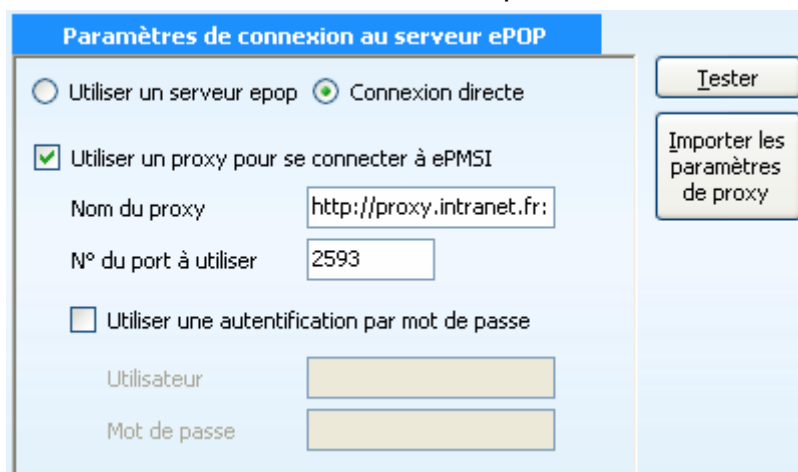 Paramètres de connexion au serveur ePOP
Utiliser un serveur epop Connexion directe
Tester
Utiliser un proxy pour se connecter à ePMSI
Importer les
paramètres
de proxy
Nom du proxy http://proxy.intranet.fr:
N° du port à utiliser 2593
Utiliser une autentification par mot de passe
Utilisateur
Mot de passe